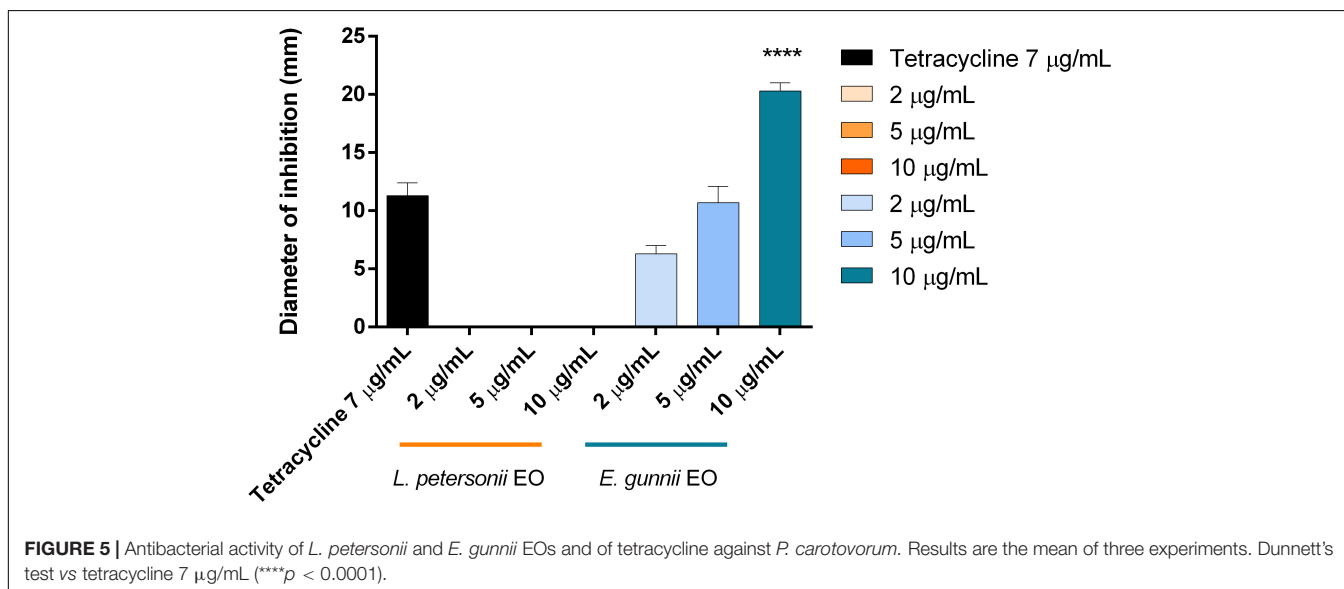 Diameter of inhibition (mm)
25
20
15
10
5
0
****
Tetracycline 7 μg/mL
2 μg/mL
5 μg/mL
10 μg/mL
2 μg/mL
5 μg/mL
10 μg/mL
L. petersonii EO
E. gunnii EO
Tetracycline 7 μg/mL
2 μg/mL
5 μg/mL
10 μg/mL
2 μg/mL
5 μg/mL
10 μg/mL
FIGURE 5 | Antibacterial activity of L. petersonii and E. gunnii EOs and of tetracycline against P. carotovorum. Results are the mean of three experiments. Dunnett's
test vs tetracycline 7 μg/mL (****p < 0.0001).